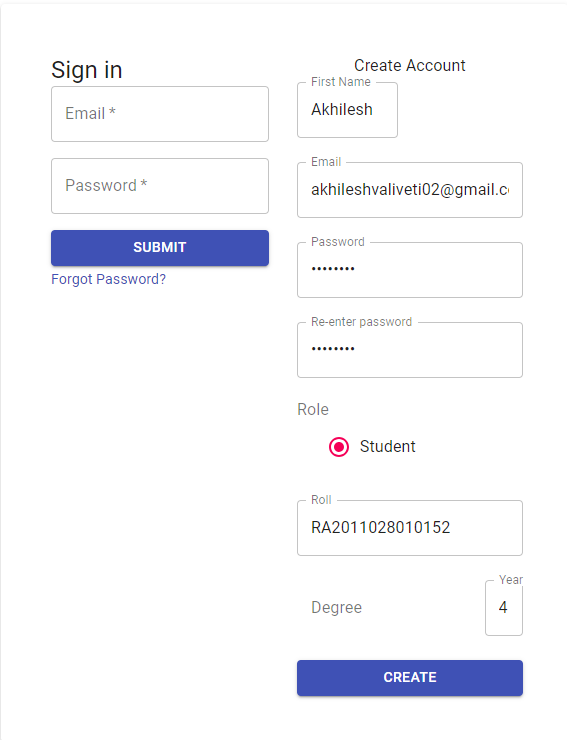 Sign in
Email *
Password *
SUBMIT
Forgot Password?
Create Account
First Name
Akhilesh
Email
akhileshvaliveti02@gmail.c
Password
••••••••
Re-enter password
••••••••
Role
Student
Roll
RA2011028010152
Degree
Year
4
CREATE